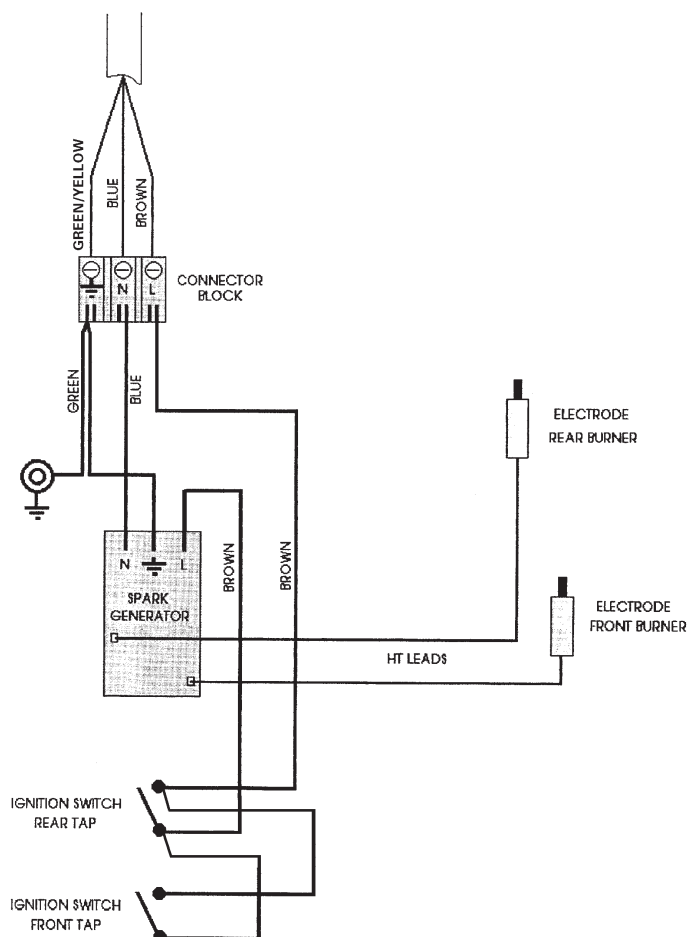 GREEN/YELLOW
BLUE
BROWN
N
L
CONNECTOR
BLOCK
GREEN
BLUE
ELECTRODE
REAR BURNER
N
L
BROWN
BROWN
SPARK
GENERATOR
ELECTRODE
FRONT BURNER
HT LEADS
IGNITION SWITCH
REAR TAP
IGNITION SWITCH
FRONT TAP